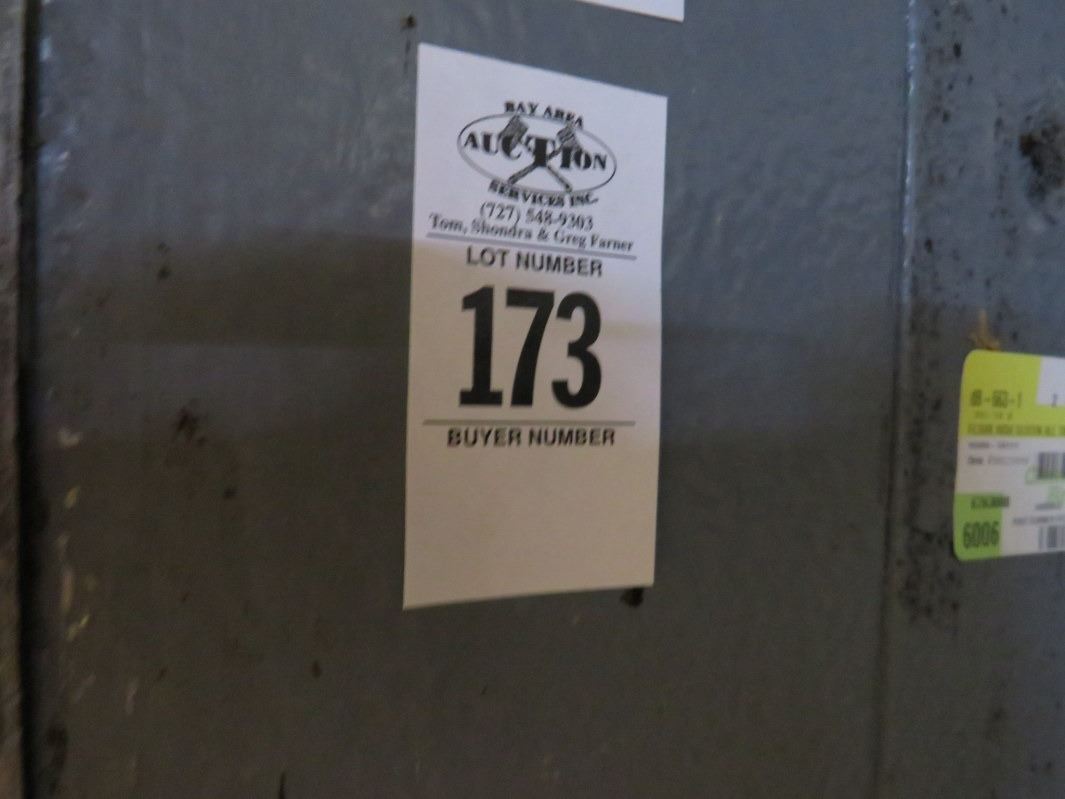 BAY AREA
AUCTION
SERVICES INC.
(727) 548-9303
Tom, Shondra & Greg Farner
LOT NUMBER
173
BUYER NUMBER
6006